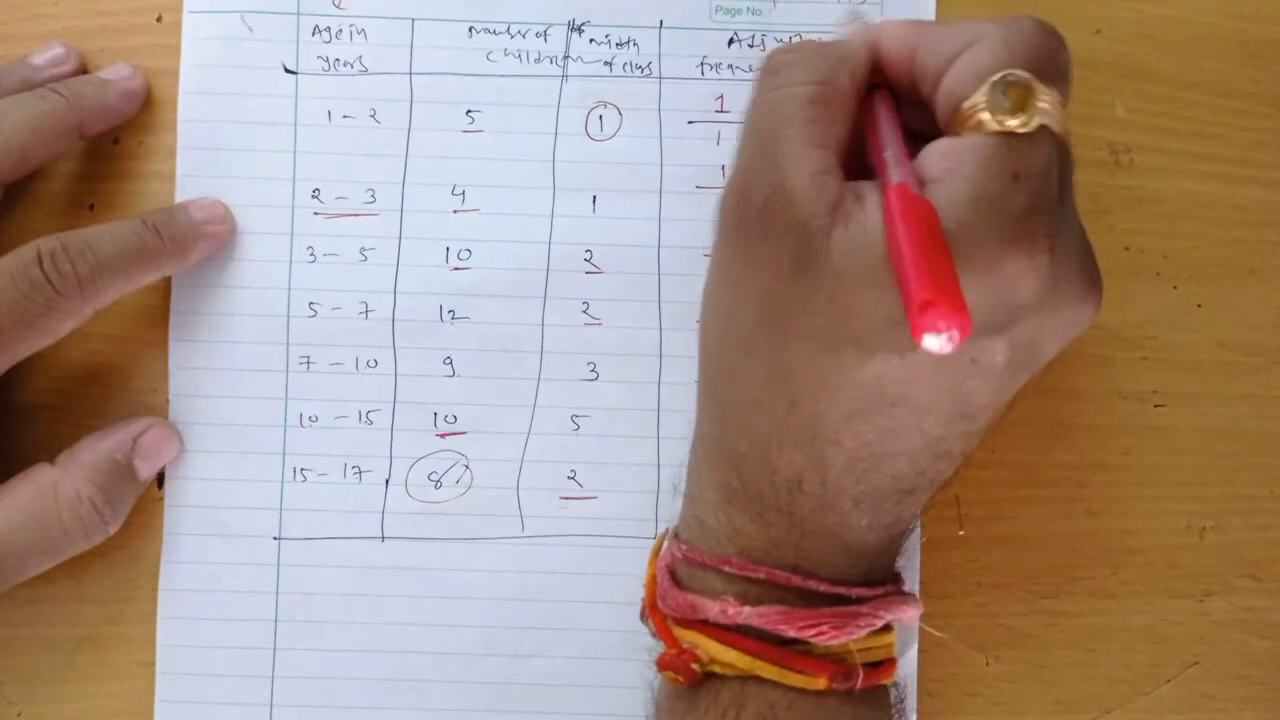 Page No
Age in years
number of children
width of class
1 - 2 5 1 1
1
2 - 3 4 1 1
3 - 5 10 2
5 - 7 12 2
7 - 10 9 3
10 - 15 10 5
15 - 17 8 2